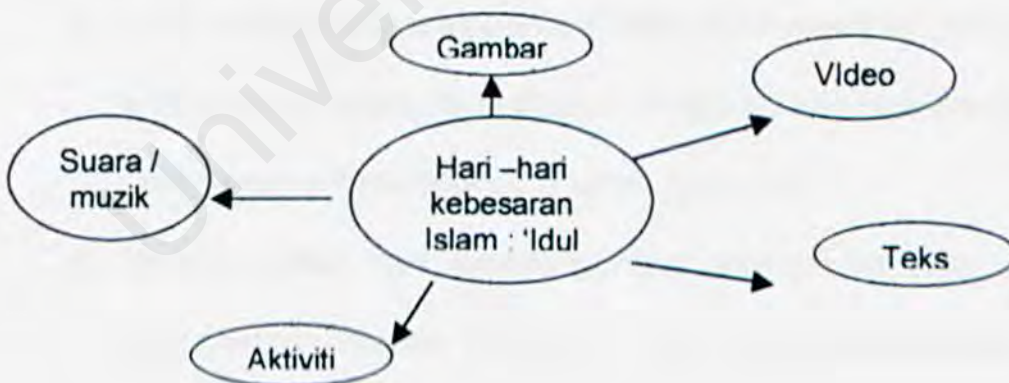 Gambar
VIdeo
Suara /
muzik
Hari –hari
kebesaran
Islam : ‘Idul
Teks
Aktiviti